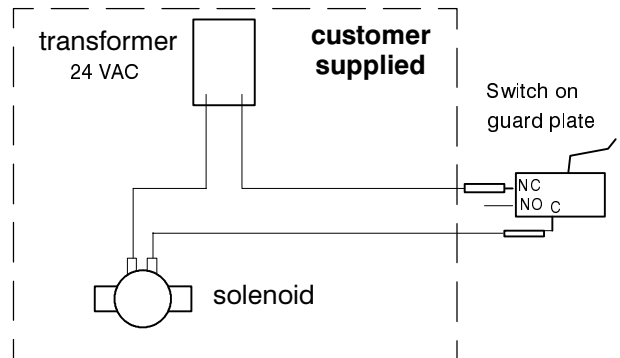 transformer
24 VAC
customer
supplied
Switch on
guard plate
NC
NO C
solenoid